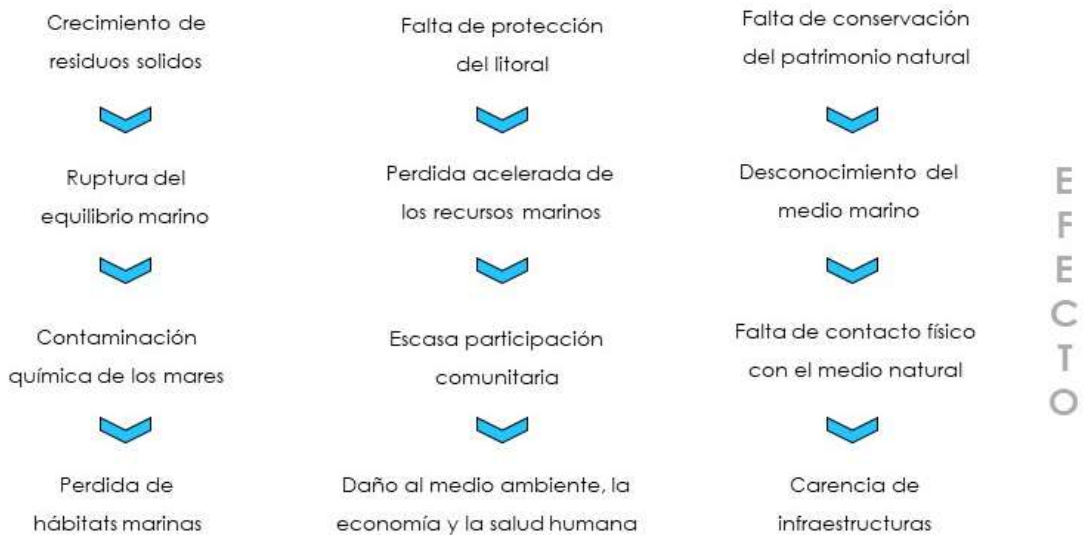 Crecimiento de
residuos solidos
Ruptura del
equilibrio marino
Contaminación
química de los mares
Perdida de
hábitats marinas
Falta de protección
del litoral
Perdida acelerada de
los recursos marinos
Escasa participación
comunitaria
Daño al medio ambiente, la
economía y la salud humana
Falta de conservación
del patrimonio natural
Desconocimiento del
medio marino
Falta de contacto físico
con el medio natural
Carencia de
infraestructuras
EFECTO